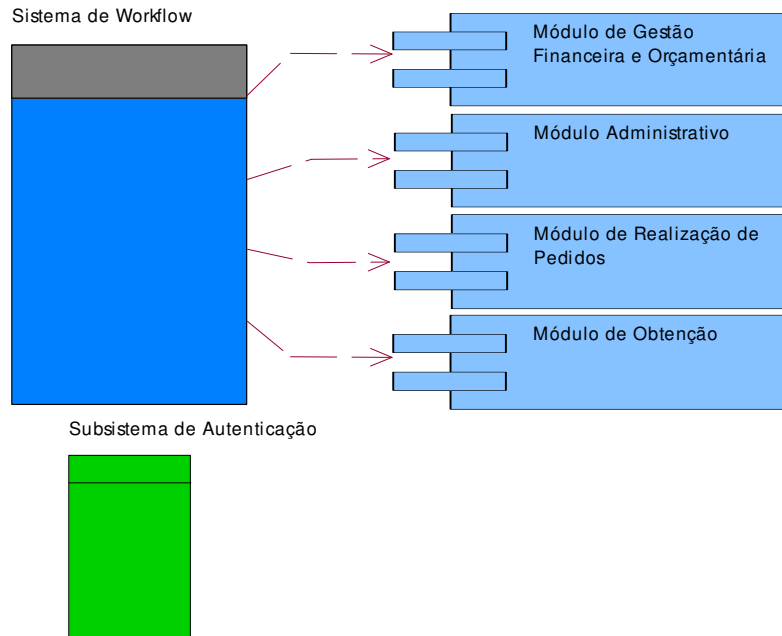 Sistema de Workflow
Módulo de Gestão
Financeira e Orçamentária
Módulo Administrativo
Módulo de Realização de
Pedidos
Módulo de Obtenção
Subsistema de Autenticação